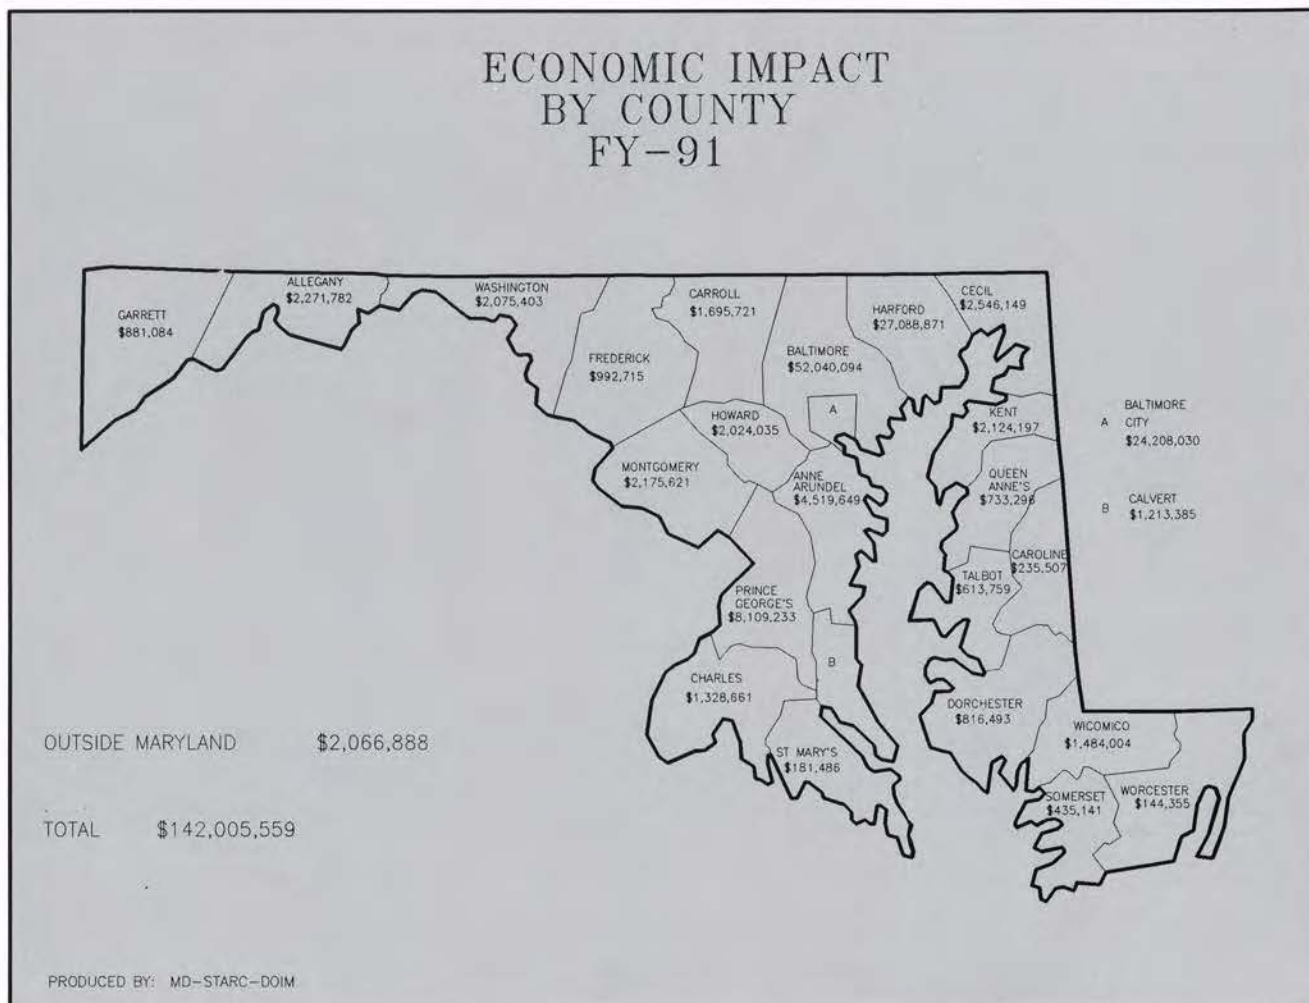 ECONOMIC IMPACT
BY COUNTY
FY-91
GARRETT
$881,084
ALLEGANY
$2,271,782
WASHINGTON
$2,075,403
FREDERICK
$992,715
CARROLL
$1,695,721
BALTIMORE
$52,040,094
HARFORD
$27,088,871
CECIL
$2,546,149
HOWARD
$2,024,035
A
MONTGOMERY
$2,175,621
ANNE
ARUNDEL
$4,519,649
KENT
$2,124,197
QUEEN
ANNE'S
$733,296
CAROLINE
$235,507
TALBOT
$613,759
PRINCE
GEORGE'S
$8,109,233
B
CHARLES
$1,328,661
ST MARY'S
$181,486
DORCHESTER
$816,493
WICOMICO
$1,484,004
SOMERSET
$435,141
WORCESTER
$144,355
BALTIMORE
A CITY
$24,208,030
B CALVERT
$1,213,385
OUTSIDE MARYLAND $2,066,888
TOTAL $142,005,559
PRODUCED BY: MD-STARC-DOIM